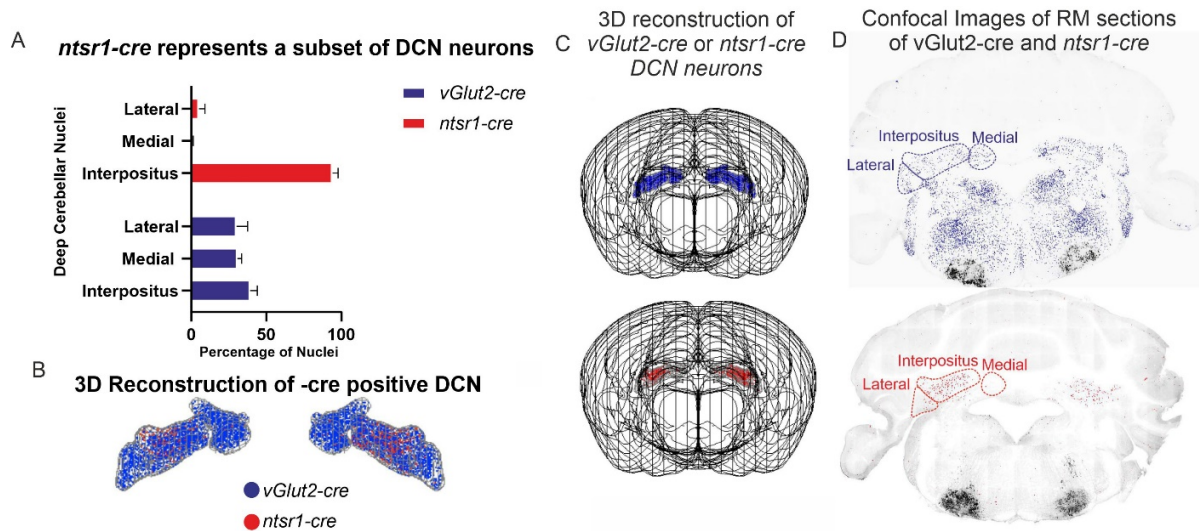 A
ntsr1-cre represents a subset of DCN neurons
vGlut2-cre
ntsr1-cre
Deep Cerebellar Nuclei
Lateral
Medial
Interpositus
Lateral
Medial
Interpositus
0
50
100
Percentage of Nuclei
B
3D Reconstruction of -cre positive DCN
vGlut2-cre
ntsr1-cre
C
3D reconstruction of
vGlut2-cre or ntsr1-cre
DCN neurons
D
Confocal Images of RM sections
of vGlut2-cre and ntsr1-cre
Interpositus
Medial
Lateral
Interpositus
Medial
Lateral